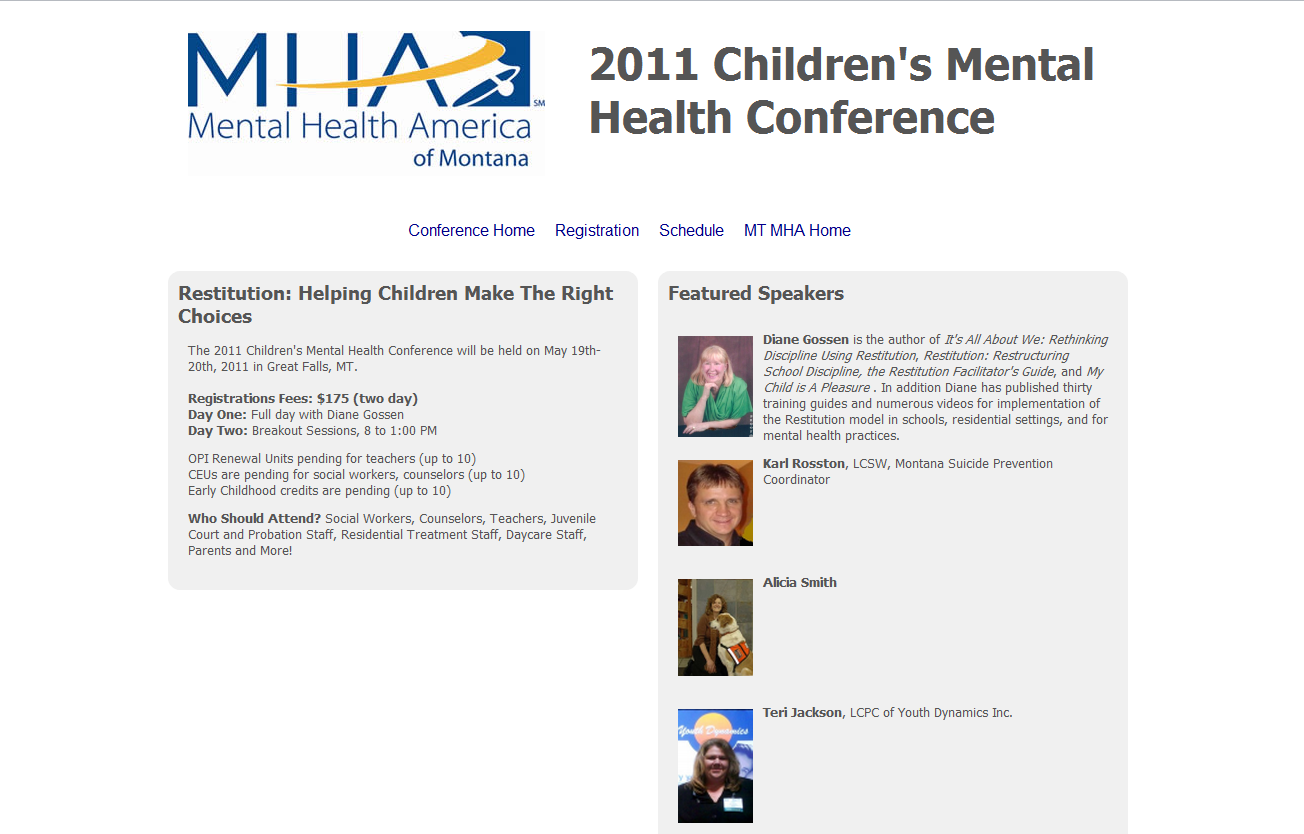 MHA SM
Mental Health America
of Montana
2011 Children's Mental
Health Conference
Conference Home Registration Schedule MT MHA Home
Restitution: Helping Children Make The Right
Choices
The 2011 Children's Mental Health Conference will be held on May 19th-
20th, 2011 in Great Falls, MT.
Registrations Fees: $175 (two day)
Day One: Full day with Diane Gossen
Day Two: Breakout Sessions, 8 to 1:00 PM
OPI Renewal Units pending for teachers (up to 10)
CEUs are pending for social workers, counselors (up to 10)
Early Childhood credits are pending (up to 10)
Who Should Attend? Social Workers, Counselors, Teachers, Juvenile
Court and Probation Staff, Residential Treatment Staff, Daycare Staff,
Parents and More!
Featured Speakers
Diane Gossen is the author of It's All About We: Rethinking
Discipline Using Restitution, Restitution: Restructuring
School Discipline, the Restitution Facilitator's Guide, and My
Child is A Pleasure . In addition Diane has published thirty
training guides and numerous videos for implementation of
the Restitution model in schools, residential settings, and for
mental health practices.
Karl Rosston, LCSW, Montana Suicide Prevention
Coordinator
Alicia Smith
Teri Jackson, LCPC of Youth Dynamics Inc.
Youth Dynamics